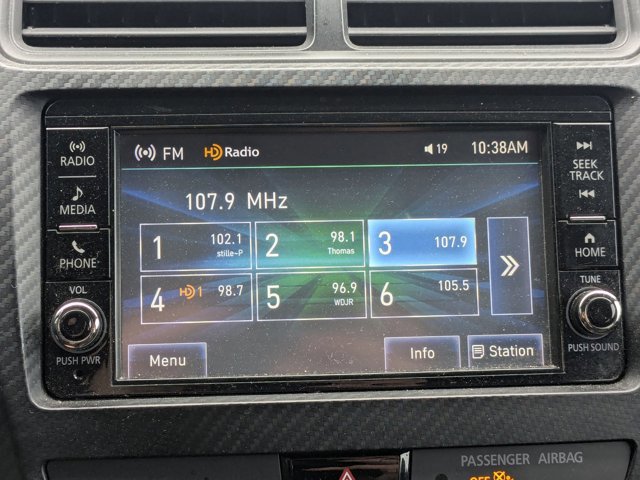 RADIO
MEDIA
PHONE
VOL
PUSH PWR
FM HD Radio 19 10:38AM
107.9 MHz
1 102.1 stille-P
2 98.1 Thomas
3 107.9
4 HD1 98.7
5 96.9 WDJR
6 105.5
Menu Info Station
SEEK
TRACK
HOME
TUNE
PUSH SOUND
PASSENGER AIRBAG
OFF